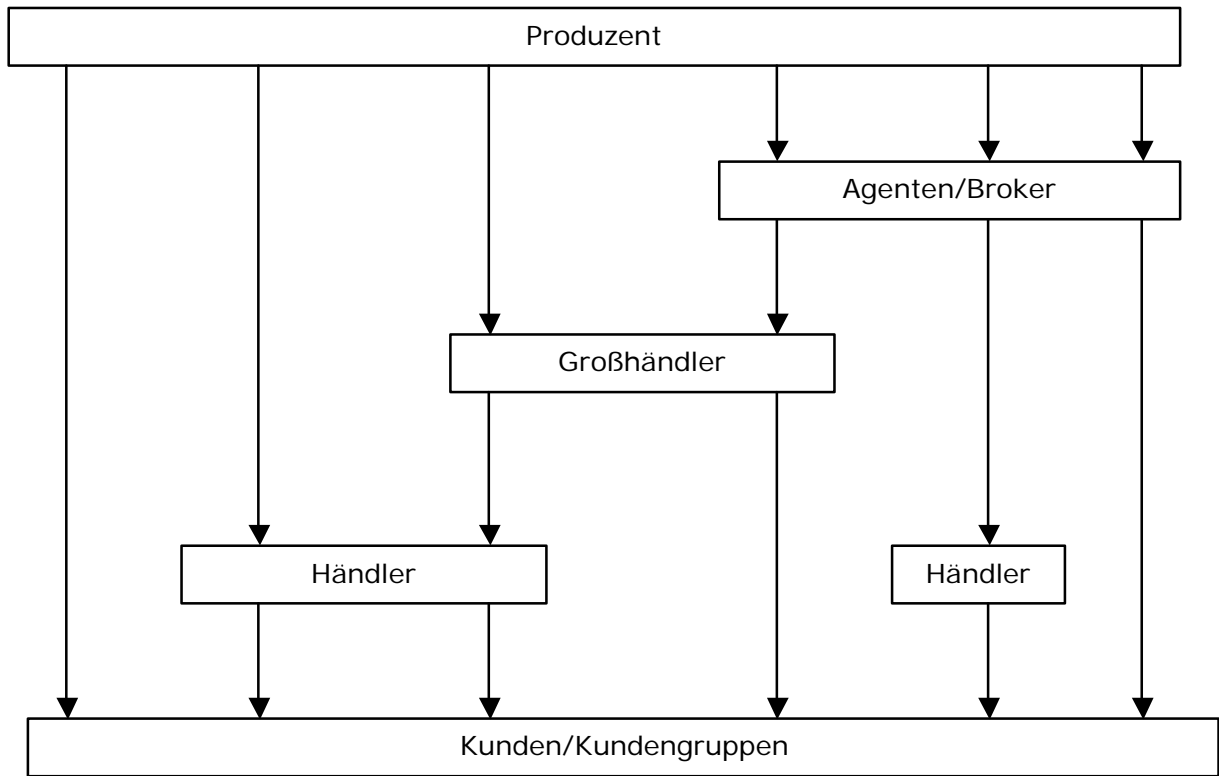 Produzent
Agenten/Broker
Großhändler
Händler
Händler
Kunden/Kundengruppen